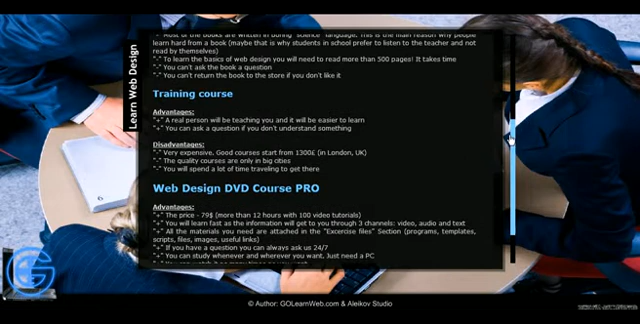 Learn Web Design
"-" Most of the books are written in boring "science" language. This is the main reason why people
learn hard from a book (maybe that is why students in school prefer to listen to the teacher and not
read by themselves)
"-" To learn the basics of web design you will need to read more than 500 pages! It takes time
"-" You can't ask the book a question
"-" You can't return the book to the store if you don't like it
Training course
Advantages:
"+" A real person will be teaching you and it will be easier to learn
"+" You can ask a question if you don't understand something
Disadvantages:
"-" Very expensive. Good courses start from 1300£ (in London, UK)
"-" The quality courses are only in big cities
"-" You will spend a lot of time traveling to get there
Web Design DVD Course PRO
Advantages:
"+" The price - 79$ (more than 12 hours with 100 video tutorials)
"+" You will learn fast as the information will get to you through 3 channels: video, audio and text
"+" All the materials you need are attached in the "Excercise files" Section (programs, templates,
scripts, files, images, useful links)
"+" If you have a question you can always ask us 24/7
"+" You can study whenever and wherever you want. Just need a PC
© Author: GOLearnWeb.com & Aleikov Studio